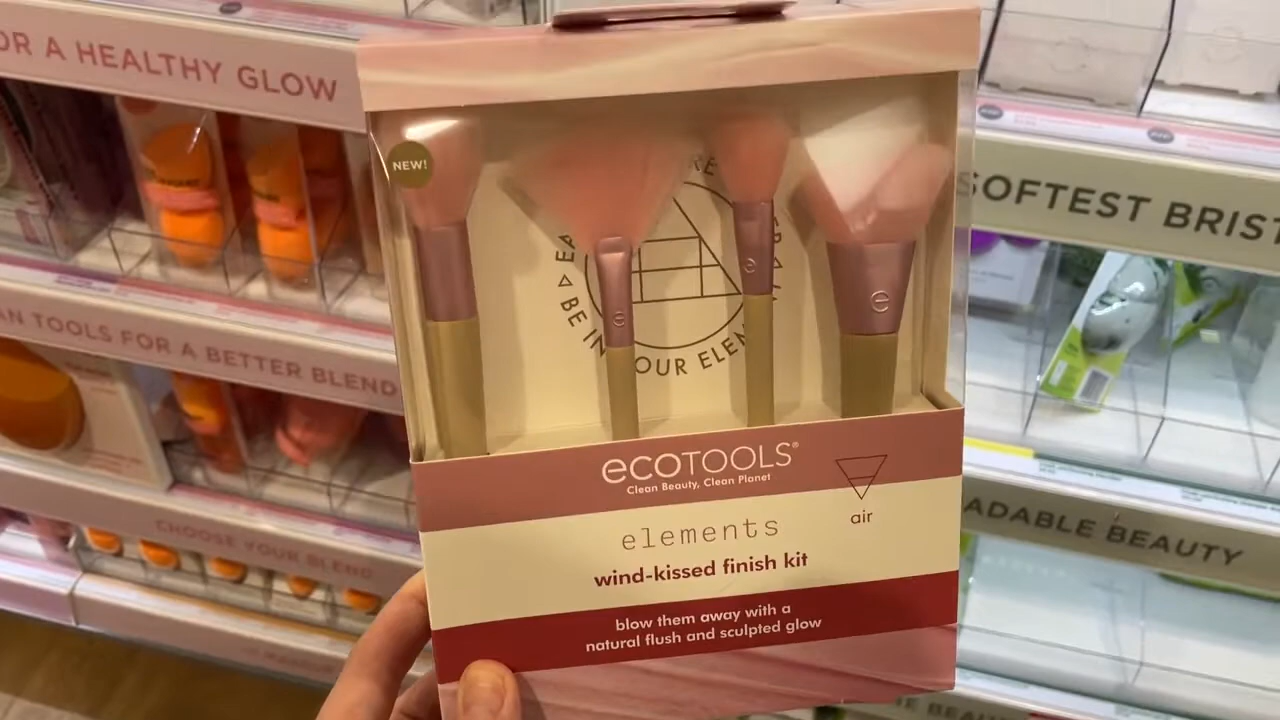 OR A HEALTHY GLOW
AN TOOLS FOR A BETTER BLEND
CHOOSE YOUR BLEND
NEW!
BE IN YOUR ELEM
e
e
e
ecoTOOLS®
Clean Beauty, Clean Planet
air
elements
wind-kissed finish kit
blow them away with a
natural flush and sculpted glow
SOFTEST BRIST
ADABLE BEAUTY